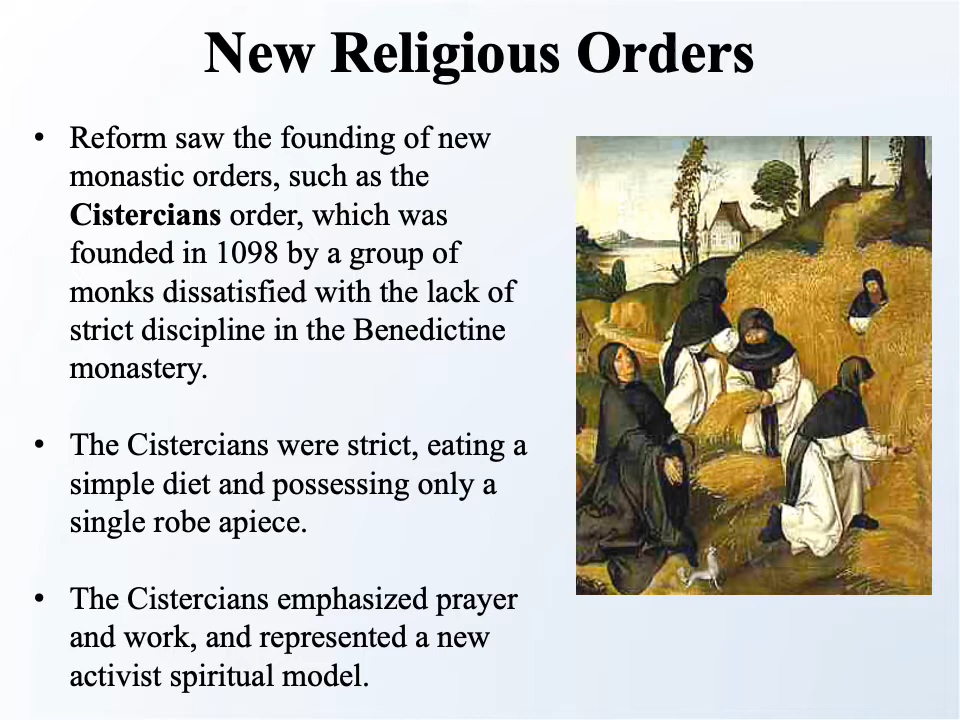 New Religious Orders
• Reform saw the founding of new
monastic orders, such as the
Cistercians order, which was
founded in 1098 by a group of
monks dissatisfied with the lack of
strict discipline in the Benedictine
monastery.
• The Cistercians were strict, eating a
simple diet and possessing only a
single robe apiece.
• The Cistercians emphasized prayer
and work, and represented a new
activist spiritual model.